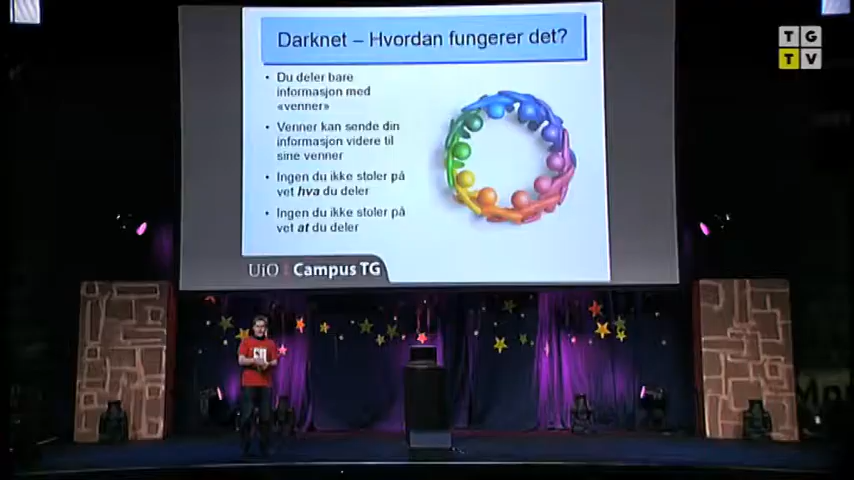 Darknet – Hvordan fungerer det?
TG
TV
• Du deler bare
informasjon med
«venner»
• Venner kan sende din
informasjon videre til
sine venner
• Ingen du ikke stoler på
vet hva du deler
• Ingen du ikke stoler på
vet at du deler
UiO Campus TG